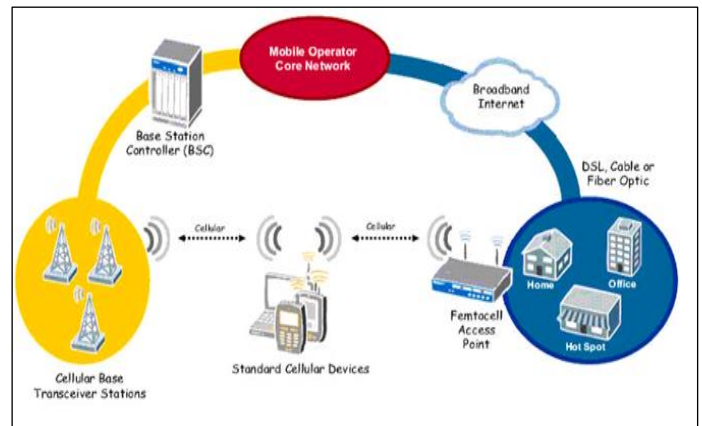 Mobile Operator
Core Network
Broadband
Internet
Base Station
Controller (BSC)
DSL, Cable or
Fiber Optic
Cellular
Cellular
Home
Office
Hot Spot
Femtocell
Access
Point
Standard Cellular Devices
Cellular Base
Transceiver Stations